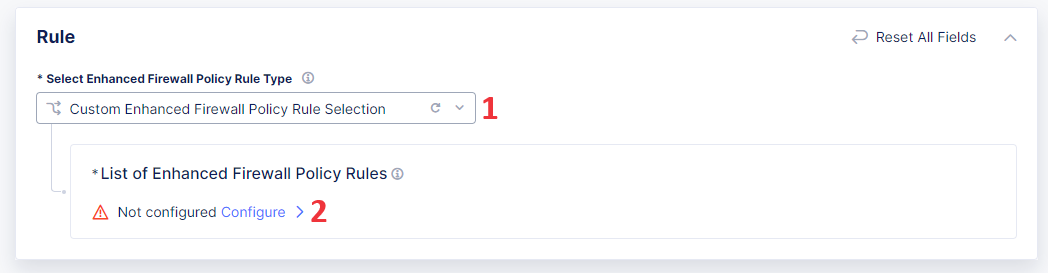 Rule
Reset All Fields
* Select Enhanced Firewall Policy Rule Type
Custom Enhanced Firewall Policy Rule Selection
1
* List of Enhanced Firewall Policy Rules
Not configured Configure
2